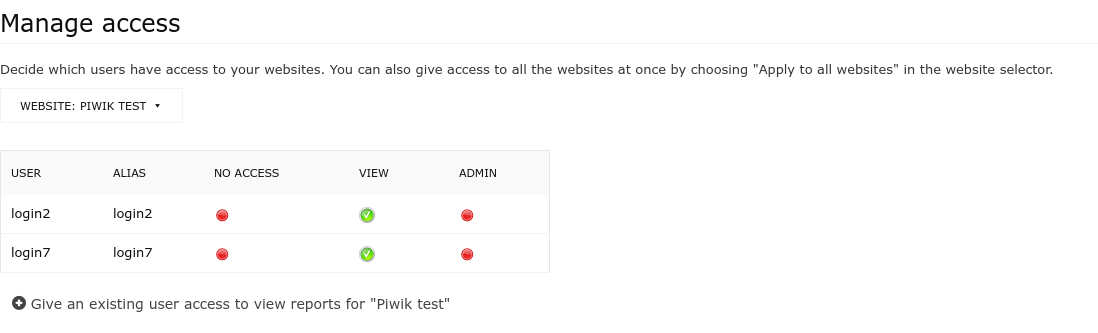 Manage access
Decide which users have access to your websites. You can also give access to all the websites at once by choosing "Apply to all websites" in the website selector.
WEBSITE: PIWIK TEST
USER ALIAS NO ACCESS VIEW ADMIN
login2 login2
login7 login7
Give an existing user access to view reports for "Piwik test"